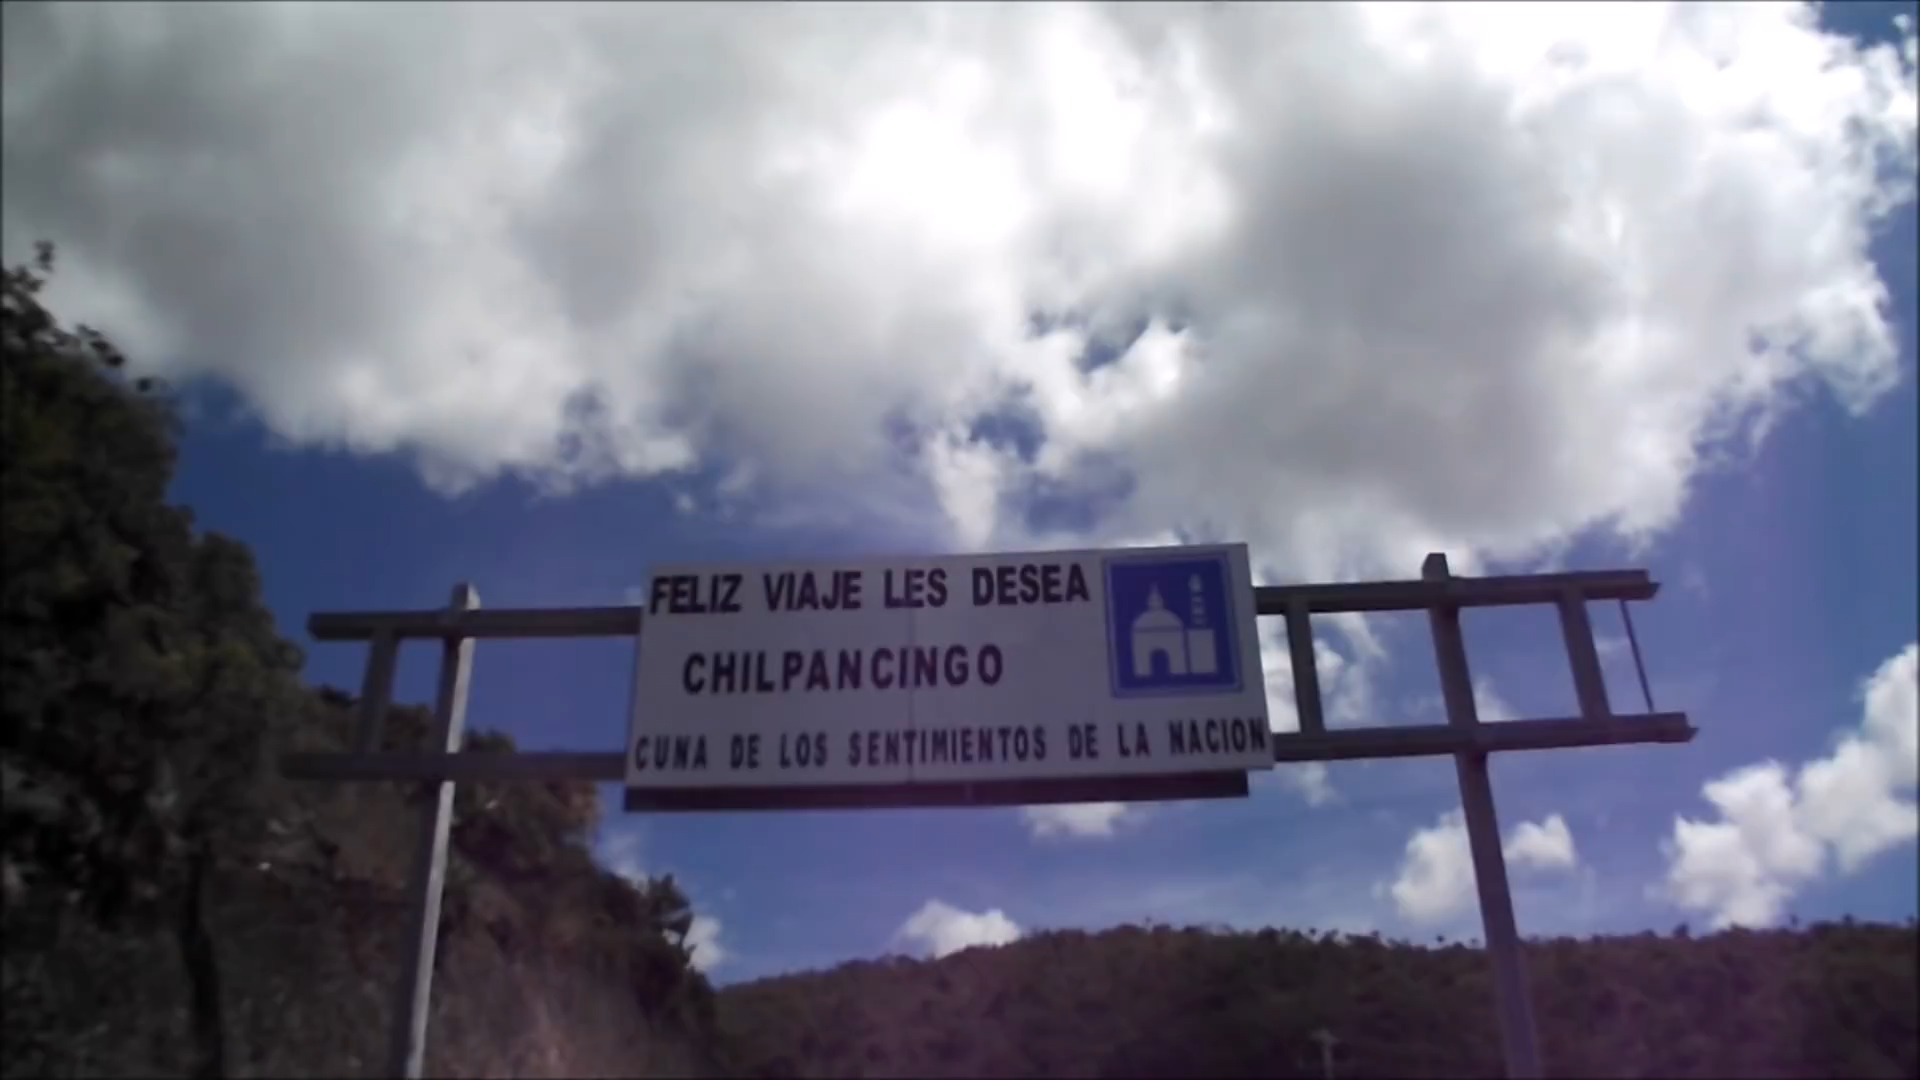 FELIZ VIAJE LES DESEA
CHILPANCINGO
CUNA DE LOS SENTIMIENTOS DE LA NACION